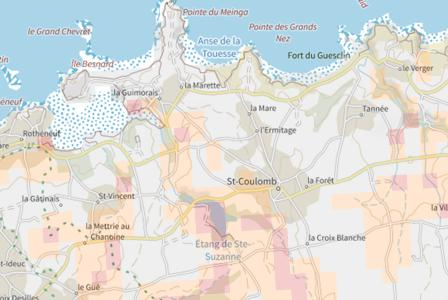 Pointe du Meinga
le Grand Chevret
Pointe des Grands
Nez
Anse de la
Touesse
Fort du Guesclin
Île Besnard
le Verger
la Guimorais
la Marette
la Mare
Tannée
Rothéneuf
l'Ermitage
St-Coulomb
la Forêt
St-Vincent
la Gâtinais
la Mettrie au
Chanoine
la Croix Blanche
Étang de Ste-
Suzanne
le Gué